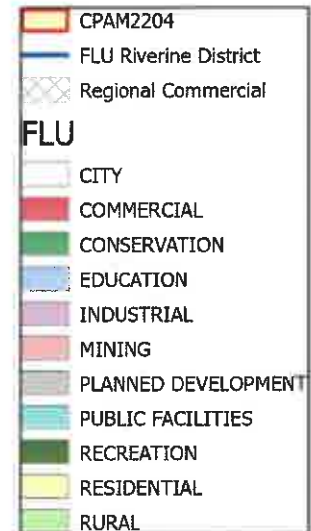 CPAM2204
FLU Riverine District
Regional Commercial
FLU
CITY
COMMERCIAL
CONSERVATION
EDUCATION
INDUSTRIAL
MINING
PLANNED DEVELOPMENT
PUBLIC FACILITIES
RECREATION
RESIDENTIAL
RURAL